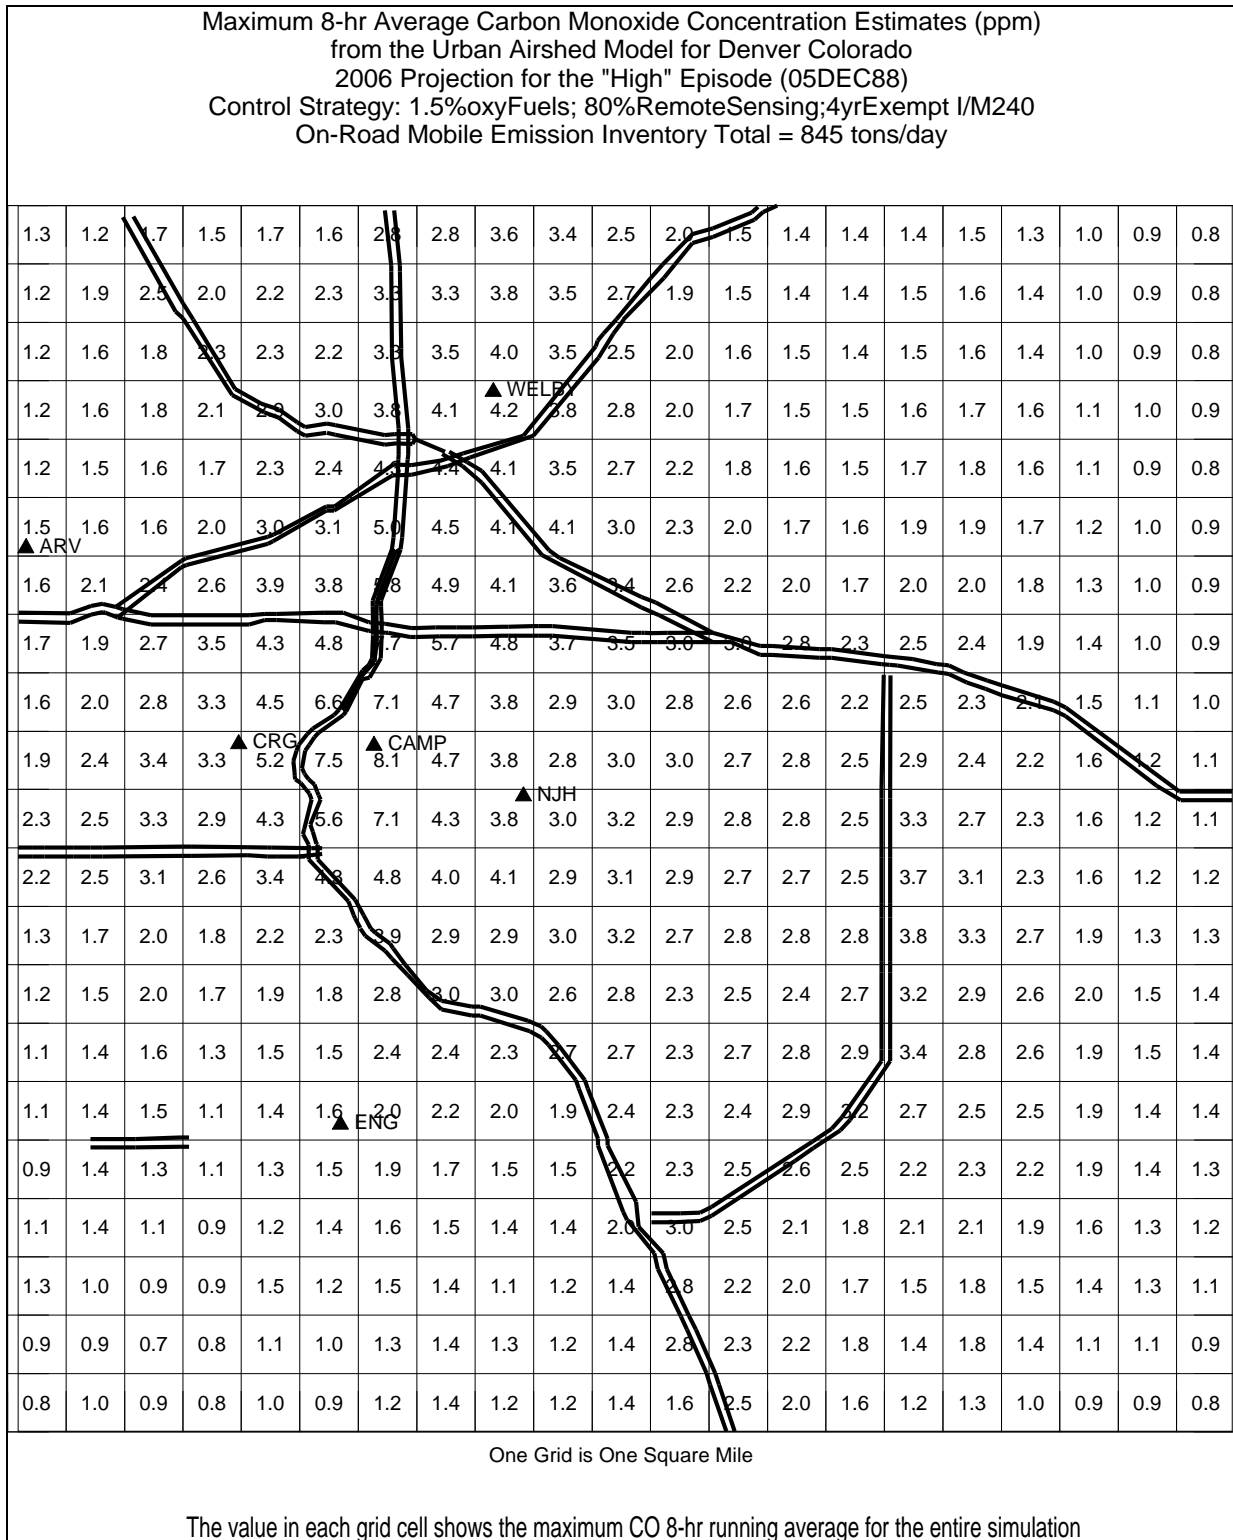 Maximum 8-hr Average Carbon Monoxide Concentration Estimates (ppm)
from the Urban Airshed Model for Denver Colorado
2006 Projection for the "High" Episode (05DEC88)
Control Strategy: 1.5%oxyFuels; 80%RemoteSensing;4yrExempt I/M240
On-Road Mobile Emission Inventory Total = 845 tons/day
1.3 1.2 1.7 1.5 1.7 1.6 2.8 2.8 3.6 3.4 2.5 2.0 1.5 1.4 1.4 1.4 1.5 1.3 1.0 0.9 0.8
1.2 1.9 2.5 2.0 2.2 2.3 3.3 3.3 3.8 3.5 2.7 1.9 1.5 1.4 1.4 1.5 1.6 1.4 1.0 0.9 0.8
1.2 1.6 1.8 2.3 2.3 2.2 3.3 3.5 4.0 3.5 2.5 2.0 1.6 1.5 1.4 1.5 1.6 1.4 1.0 0.9 0.8
WELBY
1.2 1.6 1.8 2.1 2.9 3.0 3.8 4.1 4.2 3.8 2.8 2.0 1.7 1.5 1.5 1.6 1.7 1.6 1.1 1.0 0.9
1.2 1.5 1.6 1.7 2.3 2.4 4.3 4.4 4.1 3.5 2.7 2.2 1.8 1.6 1.5 1.7 1.8 1.6 1.1 0.9 0.8
1.5 1.6 1.6 2.0 3.0 3.1 5.0 4.5 4.1 4.1 3.0 2.3 2.0 1.7 1.6 1.9 1.9 1.7 1.2 1.0 0.9
ARV
1.6 2.1 2.4 2.6 3.9 3.8 5.8 4.9 4.1 3.6 3.4 2.6 2.2 2.0 1.7 2.0 2.0 1.8 1.3 1.0 0.9
1.7 1.9 2.7 3.5 4.3 4.8 .7 5.7 4.8 3.7 3.5 3.0 3.0 2.8 2.3 2.5 2.4 1.9 1.4 1.0 0.9
1.6 2.0 2.8 3.3 4.5 6.6 7.1 4.7 3.8 2.9 3.0 2.8 2.6 2.6 2.2 2.5 2.3 2.1 1.5 1.1 1.0
CRG CAMP
1.9 2.4 3.4 3.3 5.2 7.5 8.1 4.7 3.8 2.8 3.0 3.0 2.7 2.8 2.5 2.9 2.4 2.2 1.6 1.2 1.1
NJH
2.3 2.5 3.3 2.9 4.3 5.6 7.1 4.3 3.8 3.0 3.2 2.9 2.8 2.8 2.5 3.3 2.7 2.3 1.6 1.2 1.1
2.2 2.5 3.1 2.6 3.4 4.3 4.8 4.0 4.1 2.9 3.1 2.9 2.7 2.7 2.5 3.7 3.1 2.3 1.6 1.2 1.2
1.3 1.7 2.0 1.8 2.2 2.3 3.9 2.9 2.9 3.0 3.2 2.7 2.8 2.8 2.8 3.8 3.3 2.7 1.9 1.3 1.3
1.2 1.5 2.0 1.7 1.9 1.8 2.8 3.0 3.0 2.6 2.8 2.3 2.5 2.4 2.7 3.2 2.9 2.6 2.0 1.5 1.4
1.1 1.4 1.6 1.3 1.5 1.5 2.4 2.4 2.3 2.7 2.7 2.3 2.7 2.8 2.9 3.4 2.8 2.6 1.9 1.5 1.4
1.1 1.4 1.5 1.1 1.4 1.6 2.0 2.2 2.0 1.9 2.4 2.3 2.4 2.9 3.2 2.7 2.5 2.5 1.9 1.4 1.4
ENG
0.9 1.4 1.3 1.1 1.3 1.5 1.9 1.7 1.5 1.5 2.2 2.3 2.5 2.6 2.5 2.2 2.3 2.2 1.9 1.4 1.3
1.1 1.4 1.1 0.9 1.2 1.4 1.6 1.5 1.4 1.4 2.0 3.0 2.5 2.1 1.8 2.1 2.1 1.9 1.6 1.3 1.2
1.3 1.0 0.9 0.9 1.5 1.2 1.5 1.4 1.1 1.2 1.4 2.8 2.2 2.0 1.7 1.5 1.8 1.5 1.4 1.3 1.1
0.9 0.9 0.7 0.8 1.1 1.0 1.3 1.4 1.3 1.2 1.4 2.8 2.3 2.2 1.8 1.4 1.8 1.4 1.1 1.1 0.9
0.8 1.0 0.9 0.8 1.0 0.9 1.2 1.4 1.2 1.2 1.4 1.6 2.5 2.0 1.6 1.2 1.3 1.0 0.9 0.9 0.8
One Grid is One Square Mile
The value in each grid cell shows the maximum CO 8-hr running average for the entire simulation